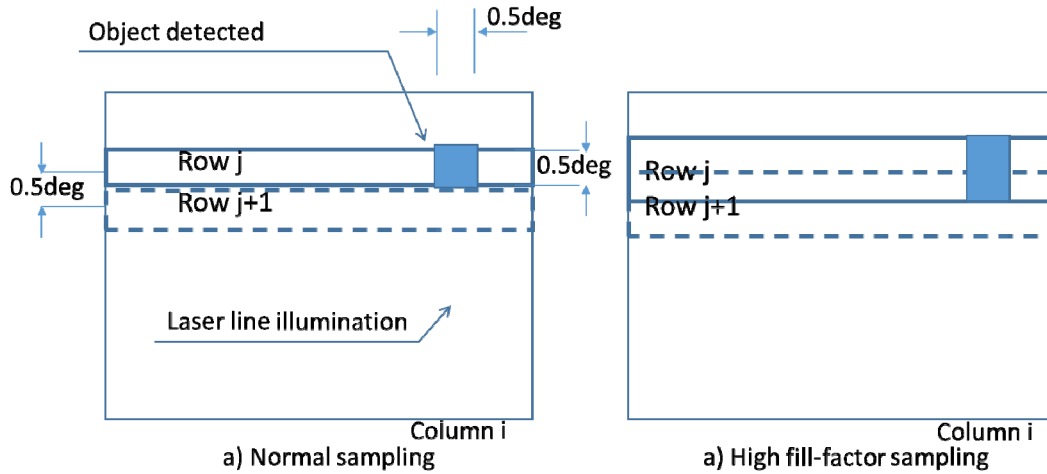 0.5deg
Object detected
Row j
0.5deg
0.5deg
Row j+1
Laser line illumination
Column i
a) Normal sampling
Row j
Row j+1
Column i
a) High fill-factor sampling